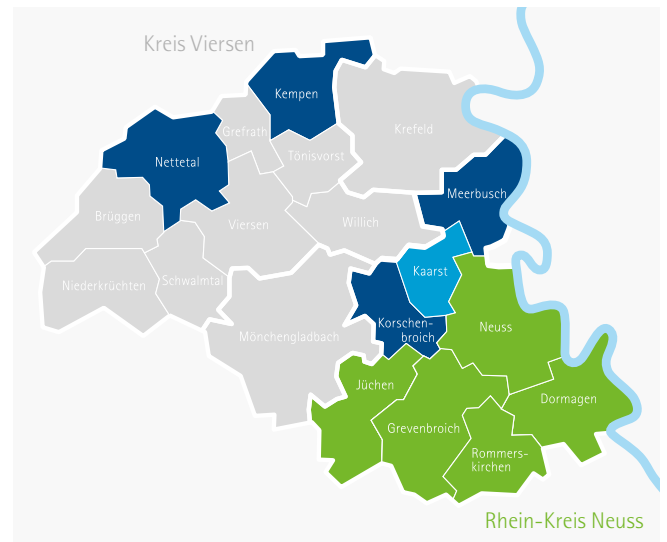 Kreis Viersen
Kempen
Grefrath
Krefeld
Nettetal
Tönisvorst
Meerbusch
Brüggen
Viersen
Willich
Kaarst
Niederkrüchten
Schwalmtal
Korschen-
broich
Neuss
Mönchengladbach
Jüchen
Dormagen
Grevenbroich
Rommers-
kirchen
Rhein-Kreis Neuss